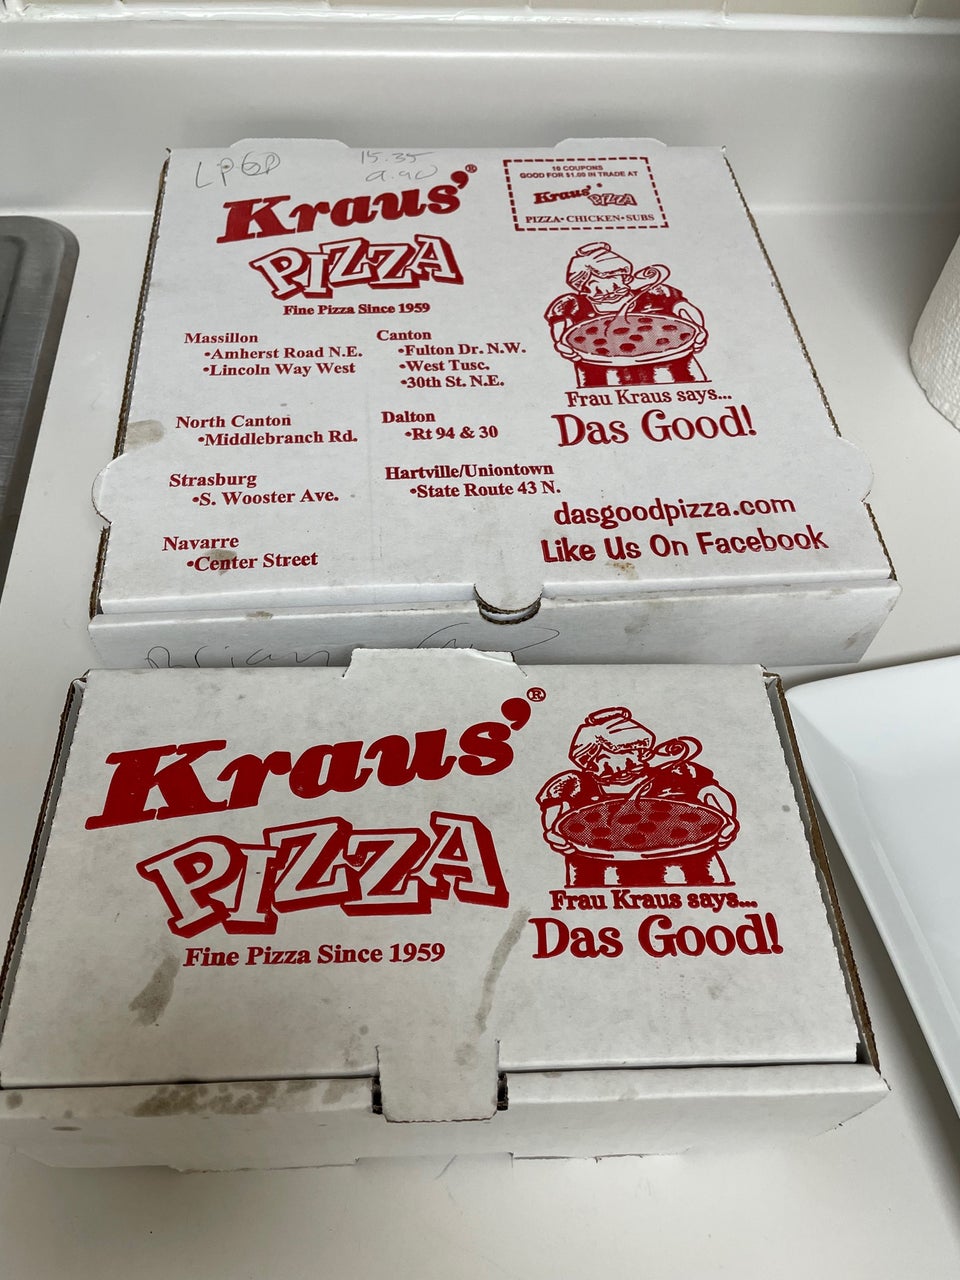 15.35
9.90
Kraus'®
PIZZA
Fine Pizza Since 1959
10 COUPONS
GOOD FOR $1.00 IN TRADE AT
Kraus' PIZZA
PIZZA • CHICKEN • SUBS
Massillon
•Amherst Road N.E.
•Lincoln Way West
Canton
•Fulton Dr. N.W.
•West Tusc.
•30th St. N.E.
North Canton
•Middlebranch Rd.
Dalton
•Rt 94 & 30
Strasburg
•S. Wooster Ave.
Hartville/Uniontown
•State Route 43 N.
Navarre
•Center Street
Frau Kraus says...
Das Good!
dasgoodpizza.com
Like Us On Facebook
Brian
Kraus'®
PIZZA
Fine Pizza Since 1959
Frau Kraus says...
Das Good!